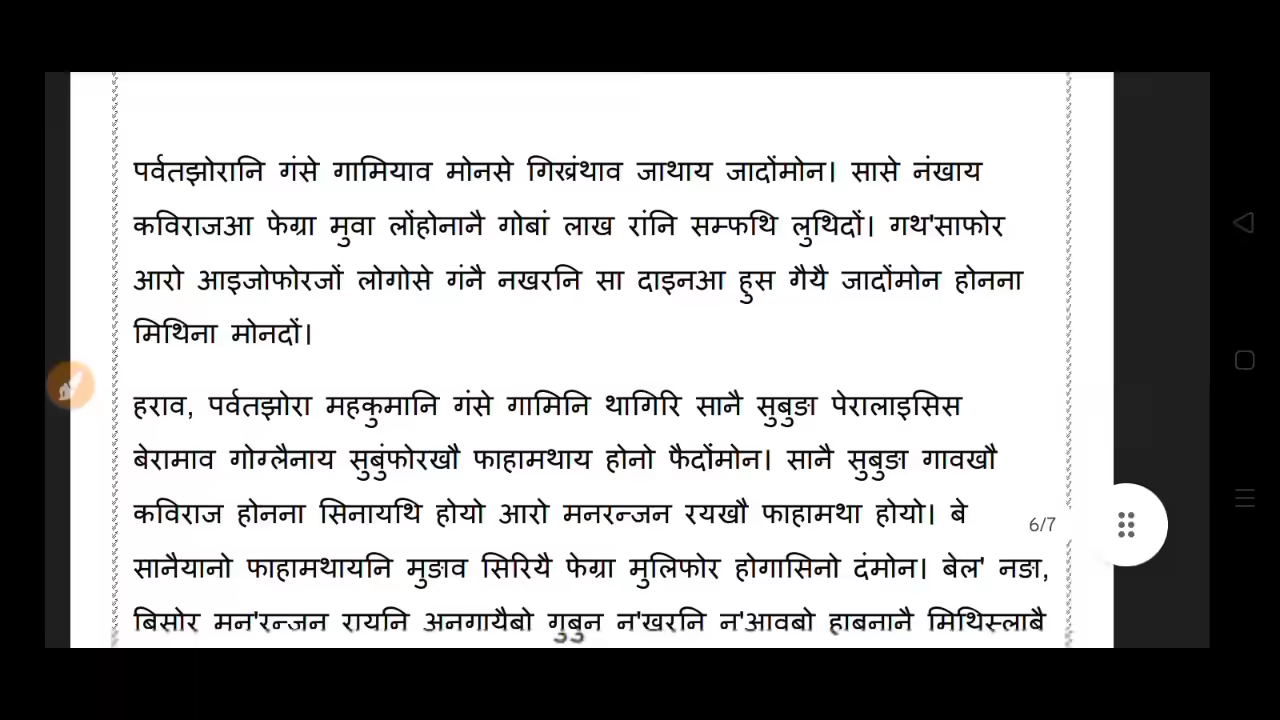 पर्वतझोरानि गंसे गामियाव मोनसे गिखंथाव जाथाय जादोंमोन। सासे नंखाय
कविराजआ फेग्रा मुवा लोंहोनानै गोबां लाख रांनि सम्फथि लुथिदों। गथ'साफोर
आरो आइजोफोरजों लोगोसे गंनै नखरनि सा दाइनआ हुस गैयै जादोंमोन होनना
मिथिना मोनदों।
हराव, पर्वतझोरा महकुमानि गंसे गामिनि थागिरि सानै सुबुङा पेरालाइसिस
बेरामाव गोग्लैनाय सुबुंफोरखौ फाहामथाय होनो फैदोंमोन। सानै सुबुङा गावखौ
कविराज होनना सिनायथि होयो आरो मनरन्जन रयखौ फाहामथा होयो। बे
6/7
सानैयानो फाहामथायनि मुङाव सिरियै फेग्रा मुलिफोर होगासिनो दंमोन। बेल' नङा,
बिसोर मन'रन्जन रायनि अनगायैबो गुबुन न'खरनि न'आवबो हाबनानै मिथिस्लाबै